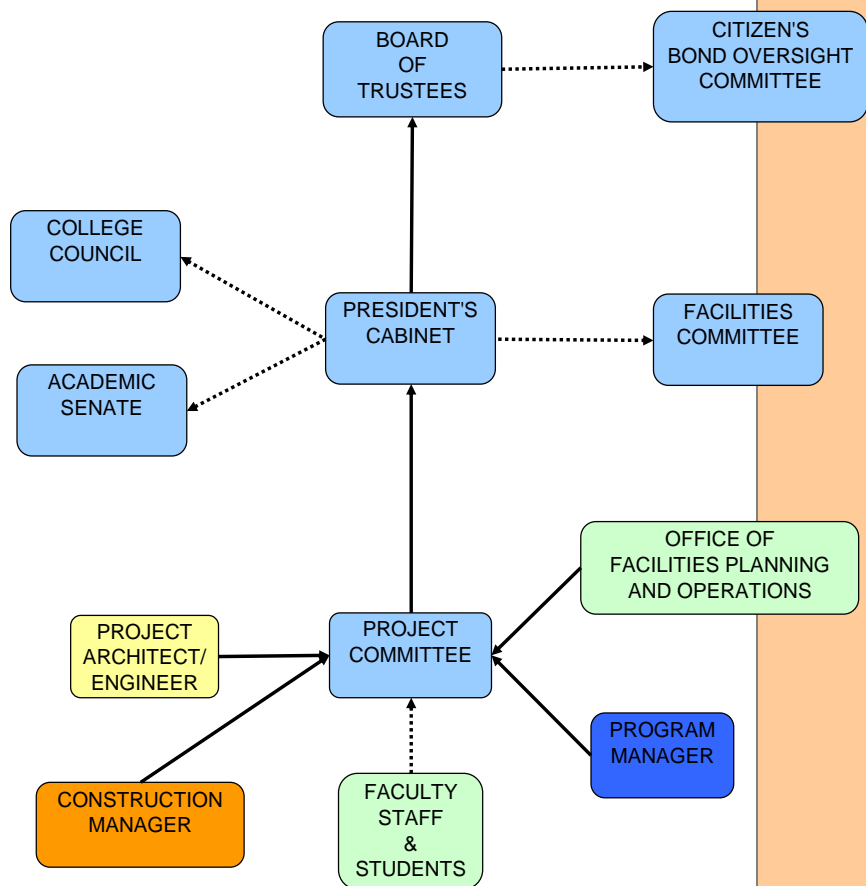 BOARD
OF
TRUSTEES
CITIZEN'S
BOND OVERSIGHT
COMMITTEE
COLLEGE
COUNCIL
PRESIDENT'S
CABINET
FACILITIES
COMMITTEE
ACADEMIC
SENATE
OFFICE OF
FACILITIES PLANNING
AND OPERATIONS
PROJECT
ARCHITECT/
ENGINEER
PROJECT
COMMITTEE
PROGRAM
MANAGER
CONSTRUCTION
MANAGER
FACULTY
STAFF
&
STUDENTS